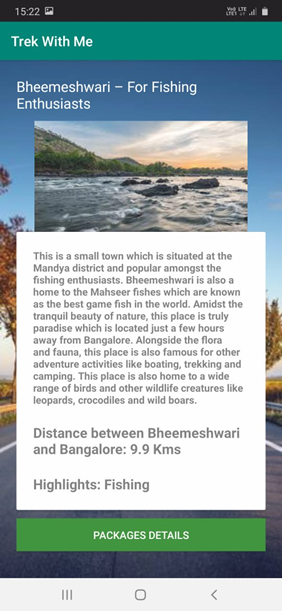 15:22
VoB LTE
LTE1
Trek With Me
Bheemeshwari – For Fishing
Enthusiasts
This is a small town which is situated at the
Mandya district and popular amongst the
fishing enthusiasts. Bheemeshwari is also a
home to the Mahseer fishes which are known
as the best game fish in the world. Amidst the
tranquil beauty of nature, this place is truly
paradise which is located just a few hours
away from Bangalore. Alongside the flora
and fauna, this place is also famous for other
adventure activities like boating, trekking and
camping. This place is also home to a wide
range of birds and other wildlife creatures like
leopards, crocodiles and wild boars.
Distance between Bheemeshwari
and Bangalore: 9.9 Kms
Highlights: Fishing
PACKAGES DETAILS